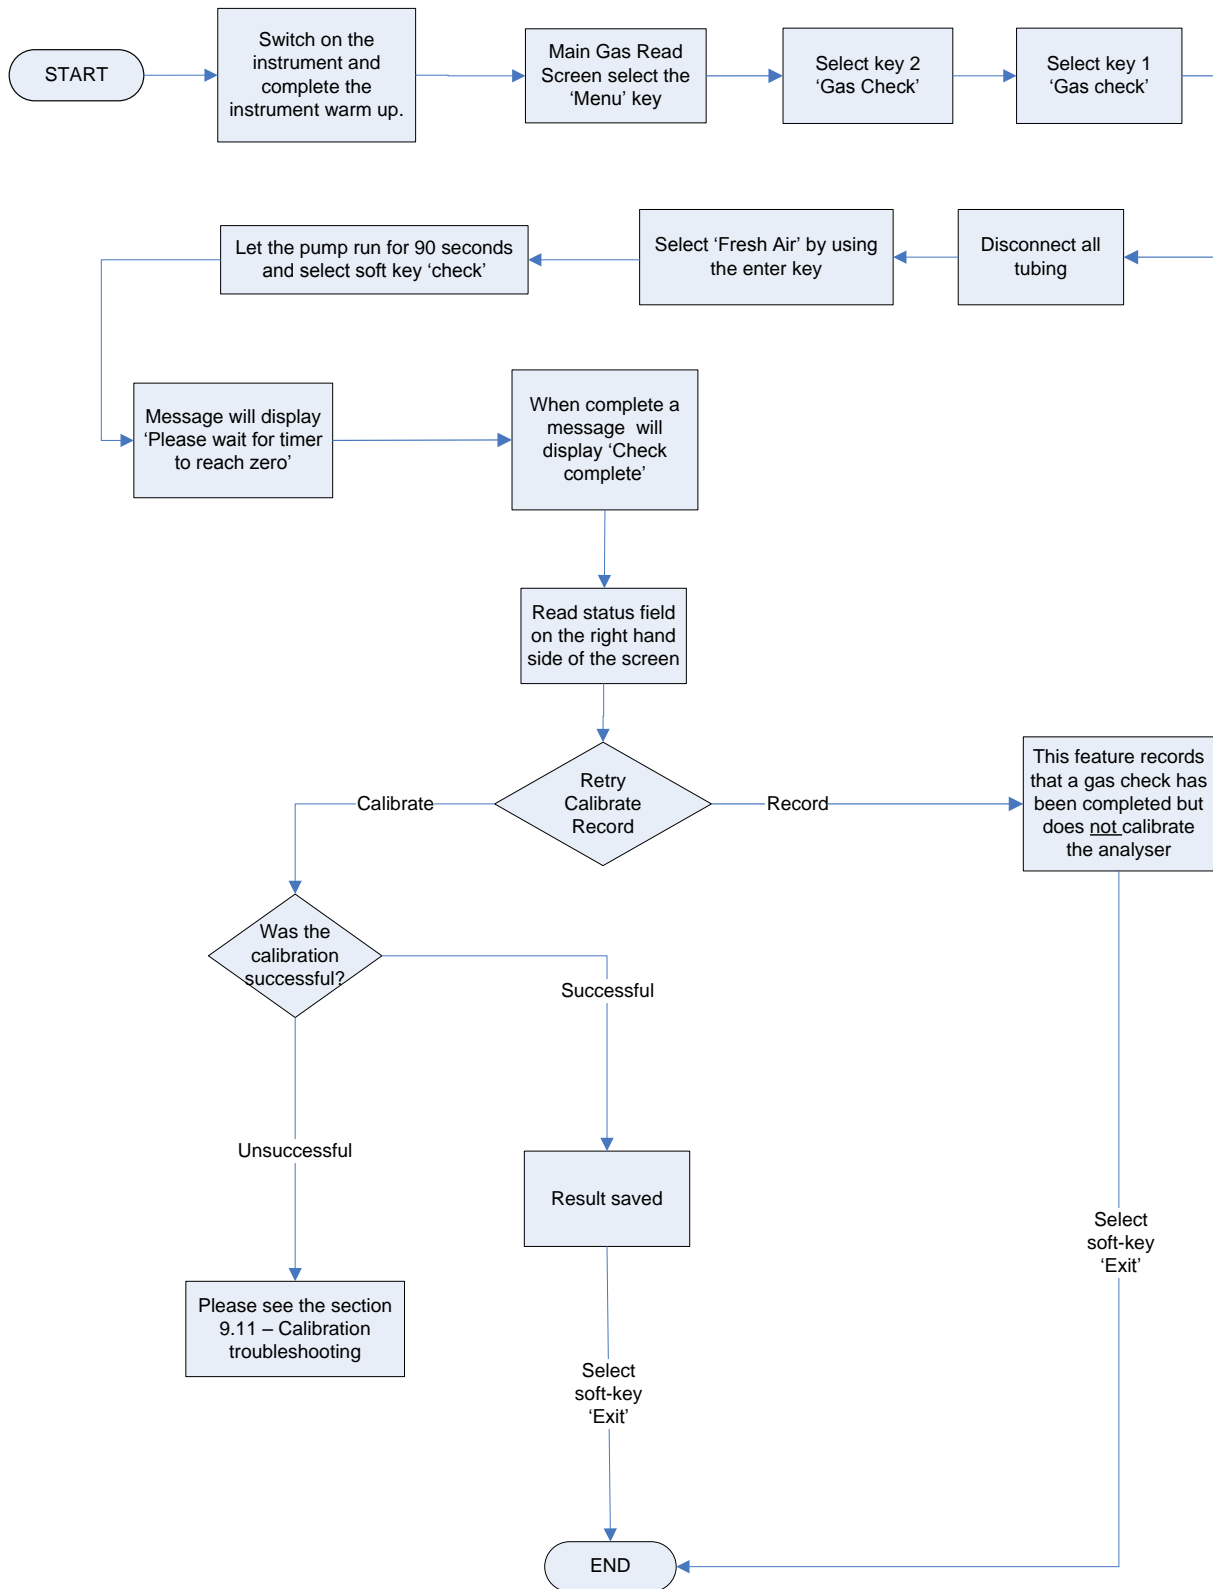 START
Switch on the
instrument and
complete the
instrument warm up.
Main Gas Read
Screen select the
‘Menu’ key
Select key 2
‘Gas Check’
Select key 1
‘Gas check’
Disconnect all
tubing
Select ‘Fresh Air’ by using
the enter key
Let the pump run for 90 seconds
and select soft key ‘check’
Message will display
‘Please wait for timer
to reach zero’
When complete a
message will
display ‘Check
complete’
Read status field
on the right hand
side of the screen
Retry
Calibrate
Record
Calibrate
Record
This feature records
that a gas check has
been completed but
does not calibrate
the analyser
Was the
calibration
successful?
Successful
Unsuccessful
Result saved
Please see the section
9.11 – Calibration
troubleshooting
Select
soft-key
‘Exit’
Select
soft-key
‘Exit’
END